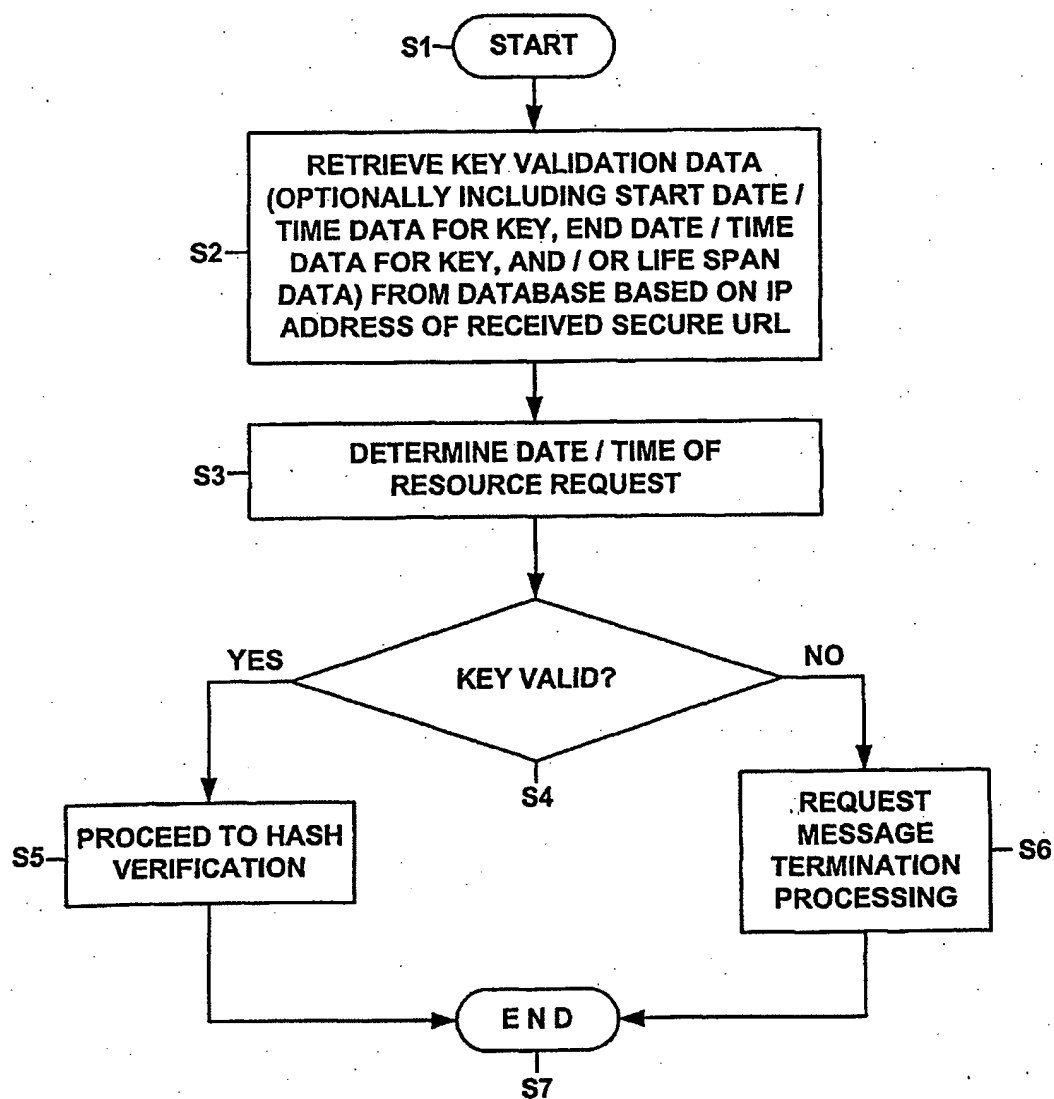 S1
START
RETRIEVE KEY VALIDATION DATA
(OPTIONALLY INCLUDING START DATE /
TIME DATA FOR KEY, END DATE / TIME
DATA FOR KEY, AND / OR LIFE SPAN
DATA) FROM DATABASE BASED ON IP
ADDRESS OF RECEIVED SECURE URL
S2
DETERMINE DATE / TIME OF
RESOURCE REQUEST
S3
YES
KEY VALID?
NO
S4
PROCEED TO HASH
VERIFICATION
S5
REQUEST
MESSAGE
TERMINATION
PROCESSING
S6
END
S7